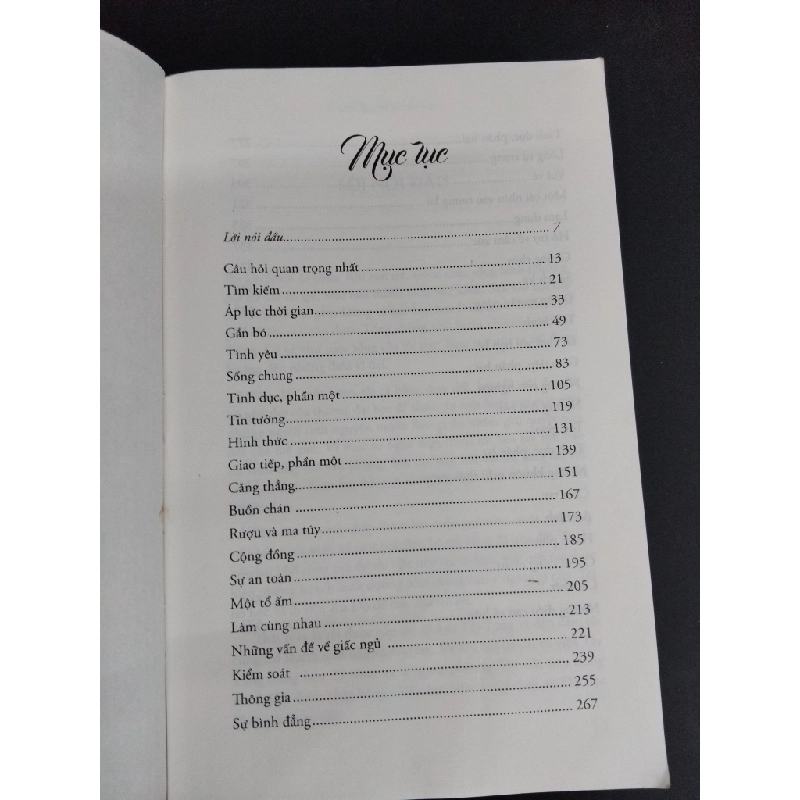 Mục lục
Lời nói đầu 7
Câu hỏi quan trọng nhất 13
Tìm kiếm 21
Áp lực thời gian 33
Gắn bó 49
Tình yêu 73
Sống chung 83
Tình dục, phần một 105
Tin tưởng 119
Hình thức 131
Giao tiếp, phần một 139
Căng thẳng 151
Buồn chán 167
Rượu và ma túy 173
Cộng đồng 185
Sự an toàn 195
Một tổ ấm 205
Làm cùng nhau 213
Những vấn đề về giấc ngủ 221
Kiểm soát 239
Thông gia 255
Sự bình đẳng 267